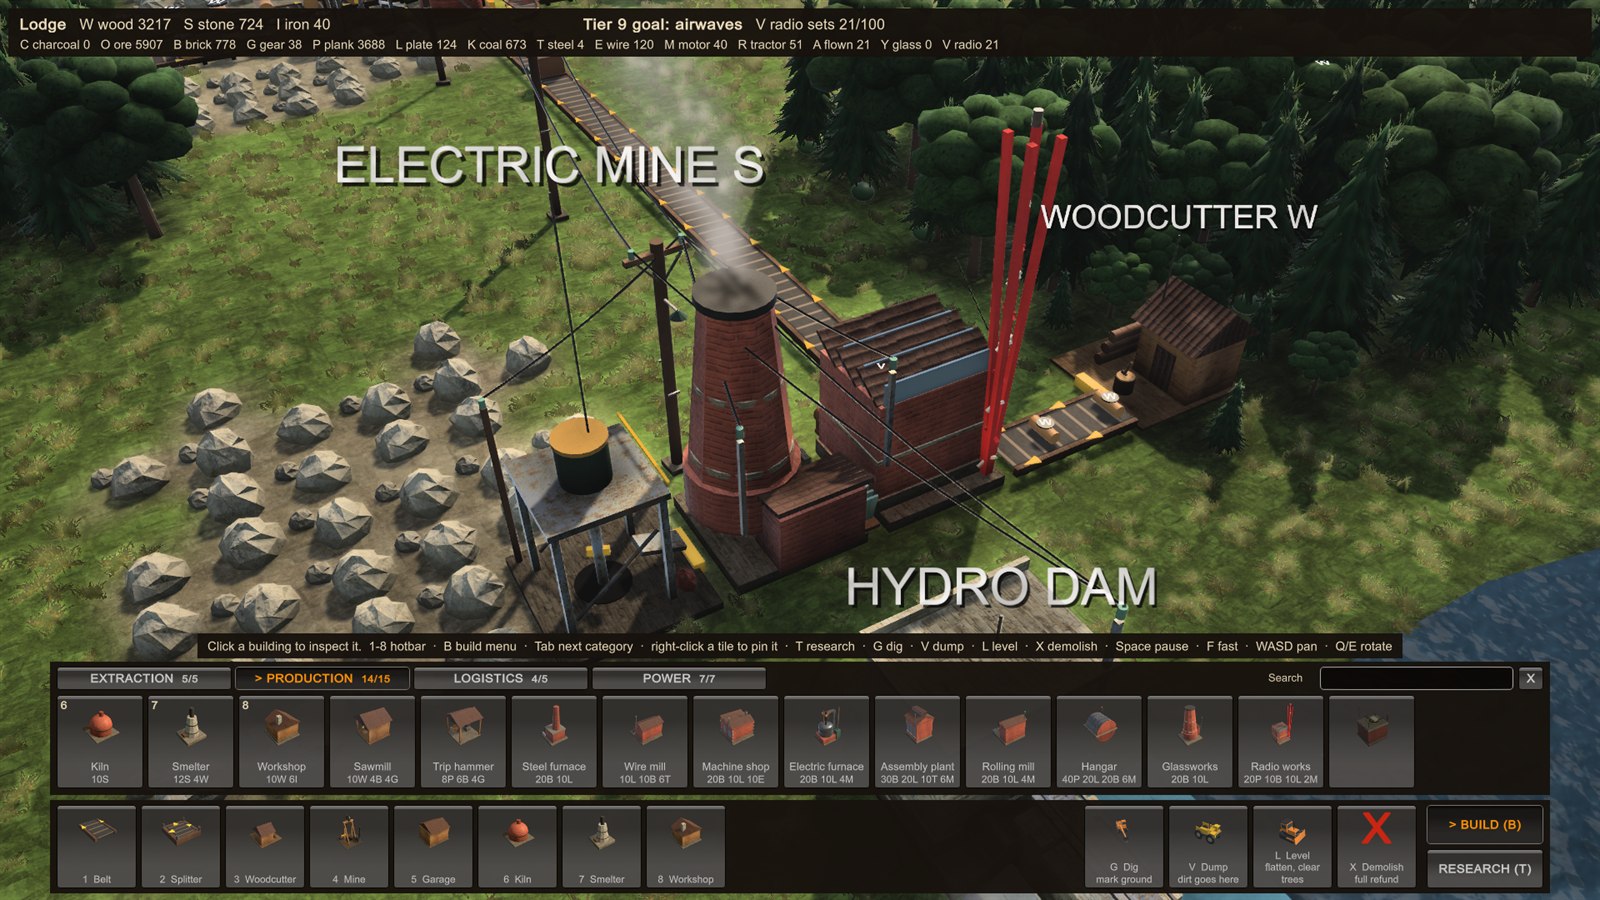 Lodge W wood 3217 S stone 724 I iron 40
Tier 9 goal: airwaves V radio sets 21/100
C charcoal 0 O ore 5907 B brick 778 G gear 38 P plank 3688 L plate 124 K coal 673 T steel 4 E wire 120 M motor 40 R tractor 51 A flown 21 Y glass 0 V radio 21
W
ELECTRIC MINE S
WOODCUTTER W
V
W
W
HYDRO DAM
Click a building to inspect it. 1-8 hotbar · B build menu · Tab next category · right-click a tile to pin it · T research · G dig · V dump · L level · X demolish · Space pause · F fast · WASD pan · Q/E rotate
EXTRACTION 5/5
> PRODUCTION 14/15
LOGISTICS 4/5
POWER 7/7
Search
X
6
Kiln
10S
7
Smelter
12S 4W
8
Workshop
10W 6I
Sawmill
10W 4B 4G
Trip hammer
8P 6B 4G
Steel furnace
20B 10L
Wire mill
10L 10B 6T
Machine shop
20B 10L 10E
Electric furnace
20B 10L 4M
Assembly plant
30B 20L 10T 6M
Rolling mill
20B 10L 4M
Hangar
40P 20L 20B 6M
Glassworks
20B 10L
Radio works
20P 10B 10L 2M
1 Belt
2 Splitter
3 Woodcutter
4 Mine
5 Garage
6 Kiln
7 Smelter
8 Workshop
G Dig
mark ground
V Dump
dirt goes here
L Level
flatten, clear
trees
X Demolish
full refund
> BUILD (B)
RESEARCH (T)